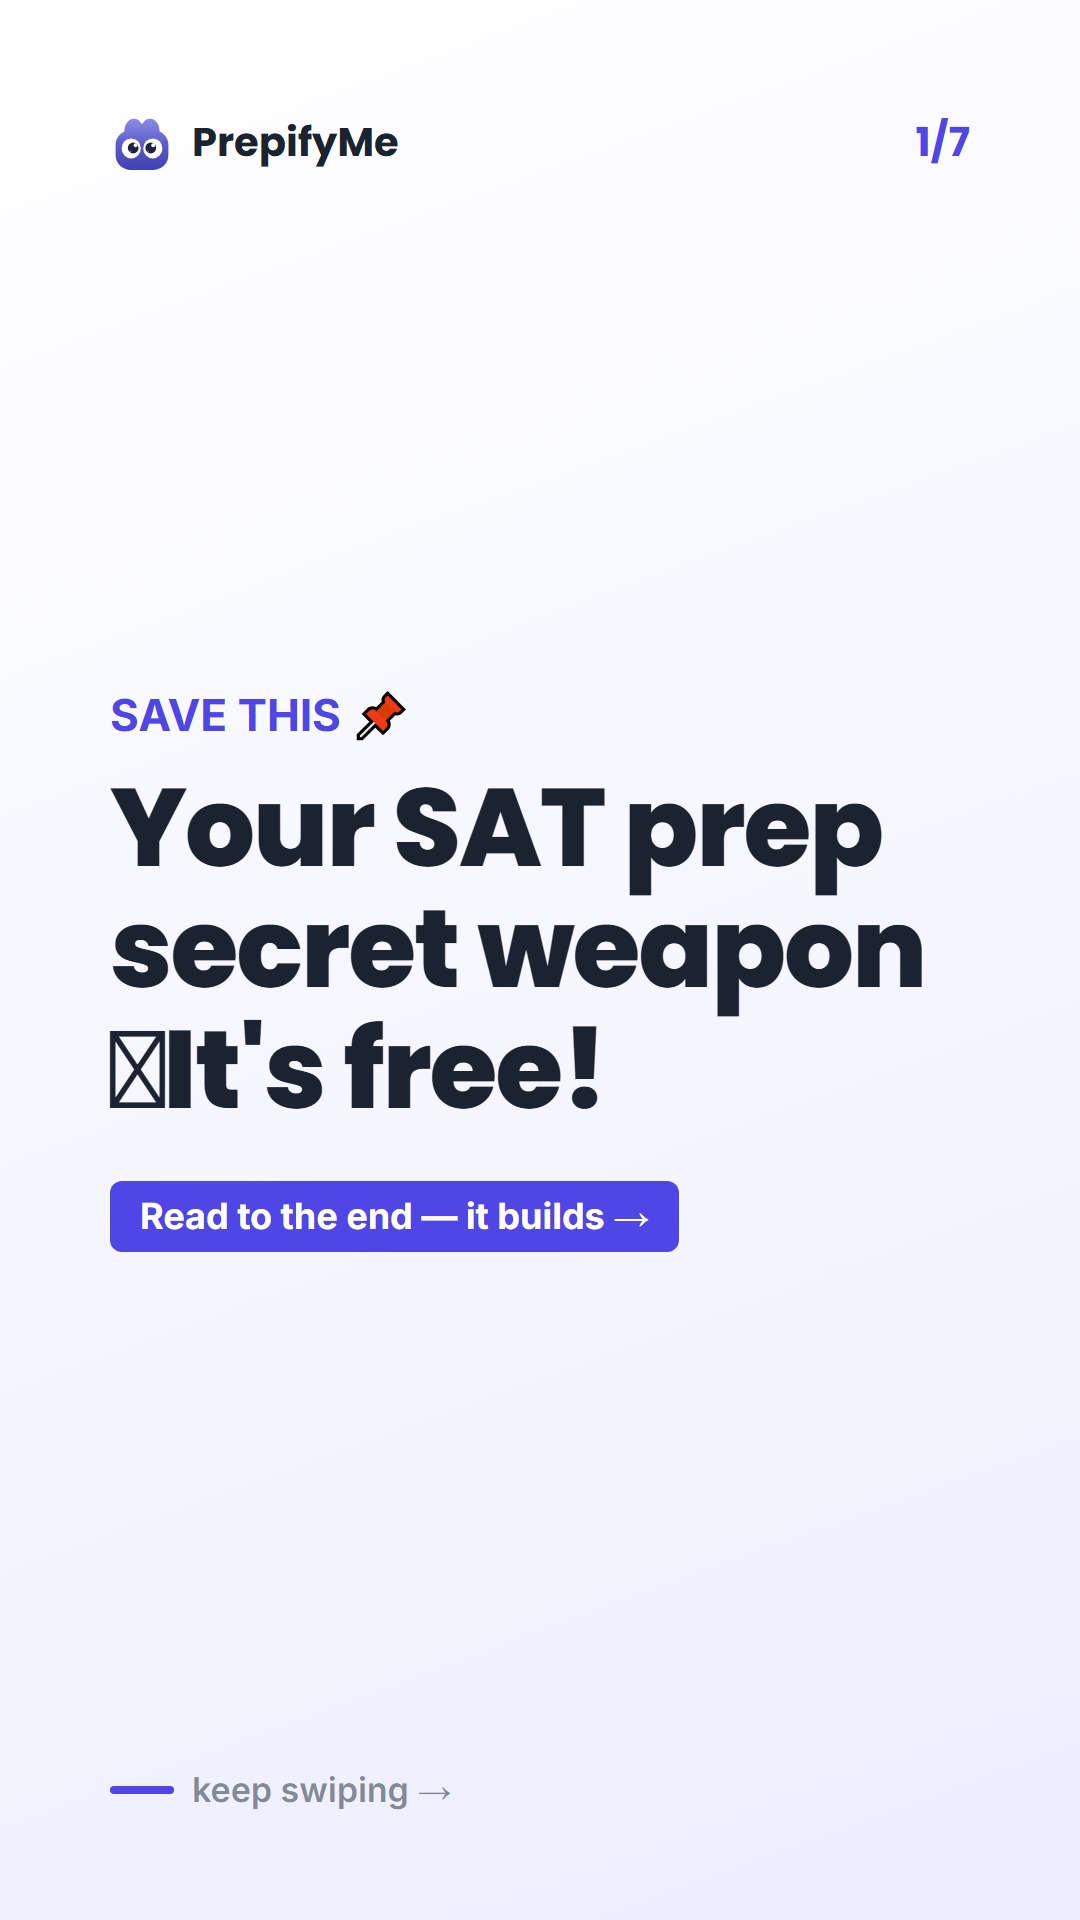 PrepifyMe
1/7
SAVE THIS 📌
Your SAT prep
secret weapon
It's free!
Read to the end — it builds →
keep swiping →